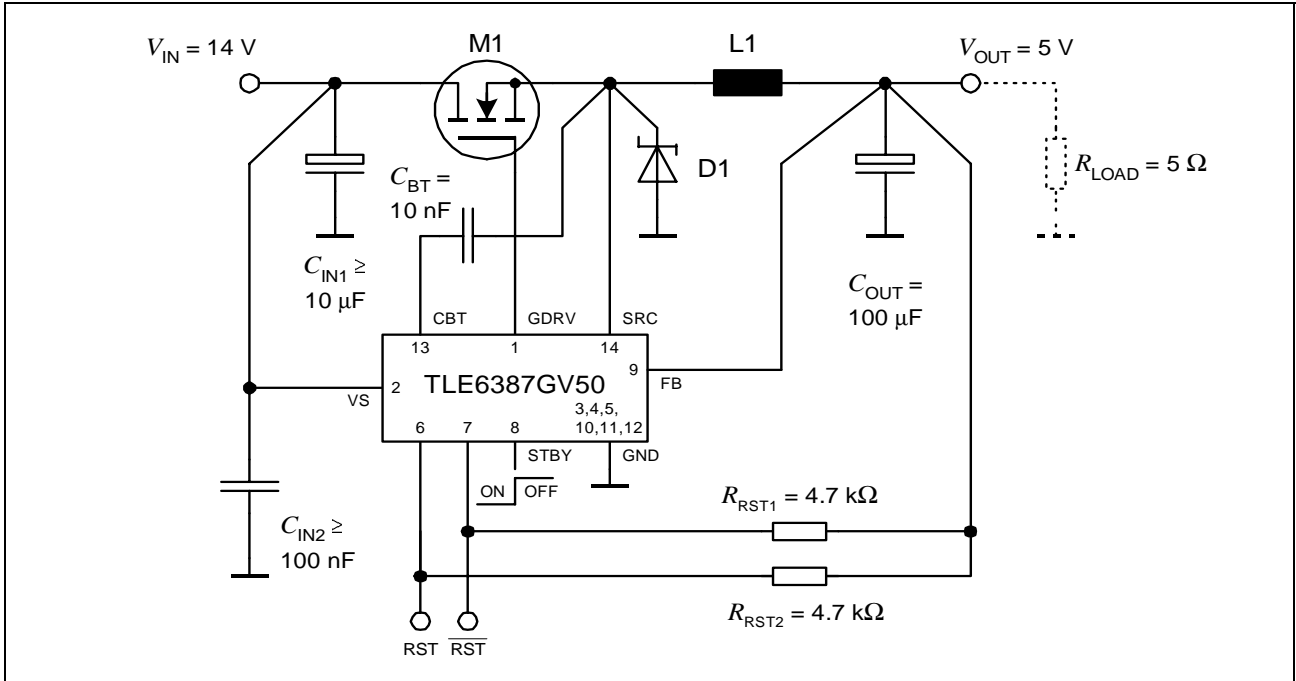 V_IN = 14 V
M1
L1
V_OUT = 5 V
C_BT =
10 nF
D1
R_LOAD = 5 Ω
C_IN1 ≥
10 µF
C_OUT =
100 µF
CBT
GDRV
SRC
13
1
14
9
FB
TLE6387GV50
VS
2
3,4,5,
10,11,12
6
7
8
STBY
GND
ON
OFF
C_IN2 ≥
100 nF
R_RST1 = 4.7 kΩ
R_RST2 = 4.7 kΩ
RST
R̅S̅T̅